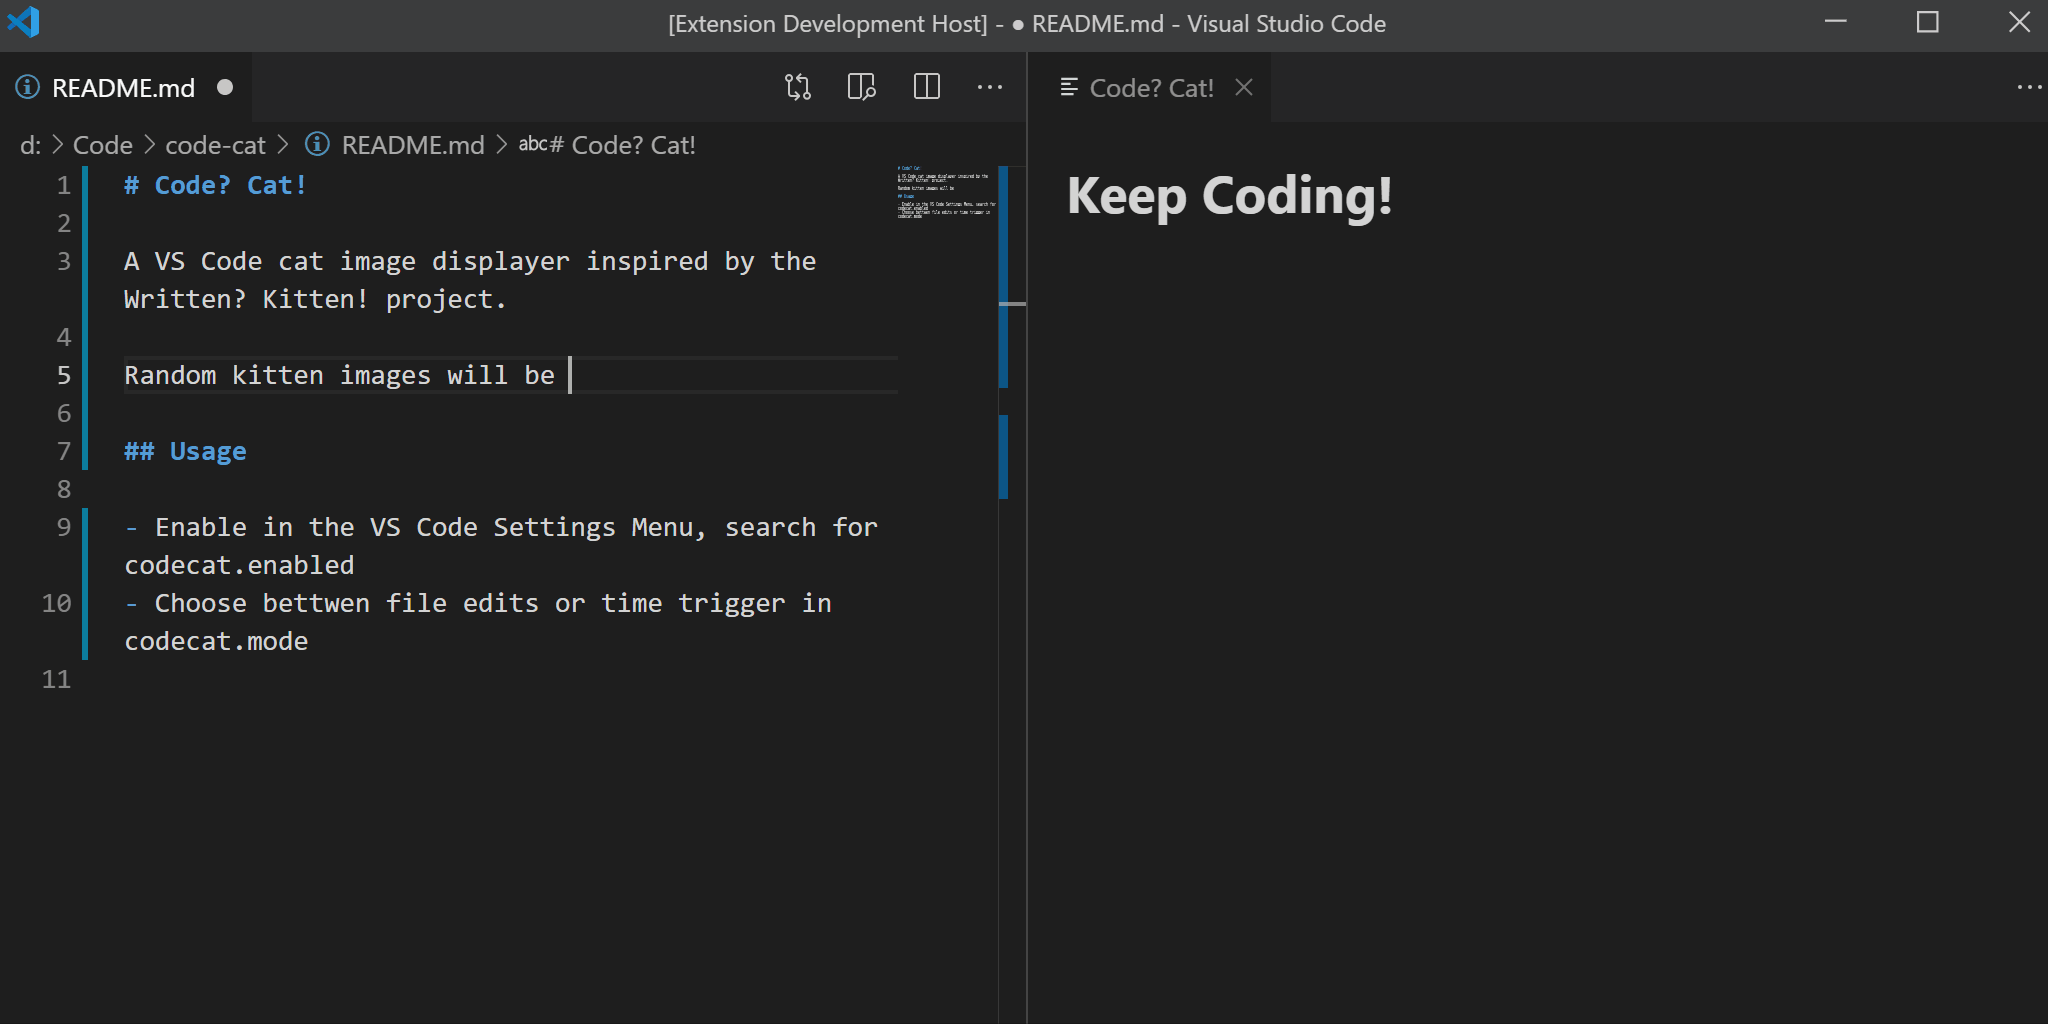 [Extension Development Host] - ● README.md - Visual Studio Code
README.md ●
Code? Cat!
d: > Code > code-cat > README.md > abc # Code? Cat!
1 # Code? Cat!
2
3 A VS Code cat image displayer inspired by the
Written? Kitten! project.
4
5 Random kitten images will be
6
7 ## Usage
8
9 - Enable in the VS Code Settings Menu, search for
codecat.enabled
10 - Choose bettwen file edits or time trigger in
codecat.mode
11
Keep Coding!